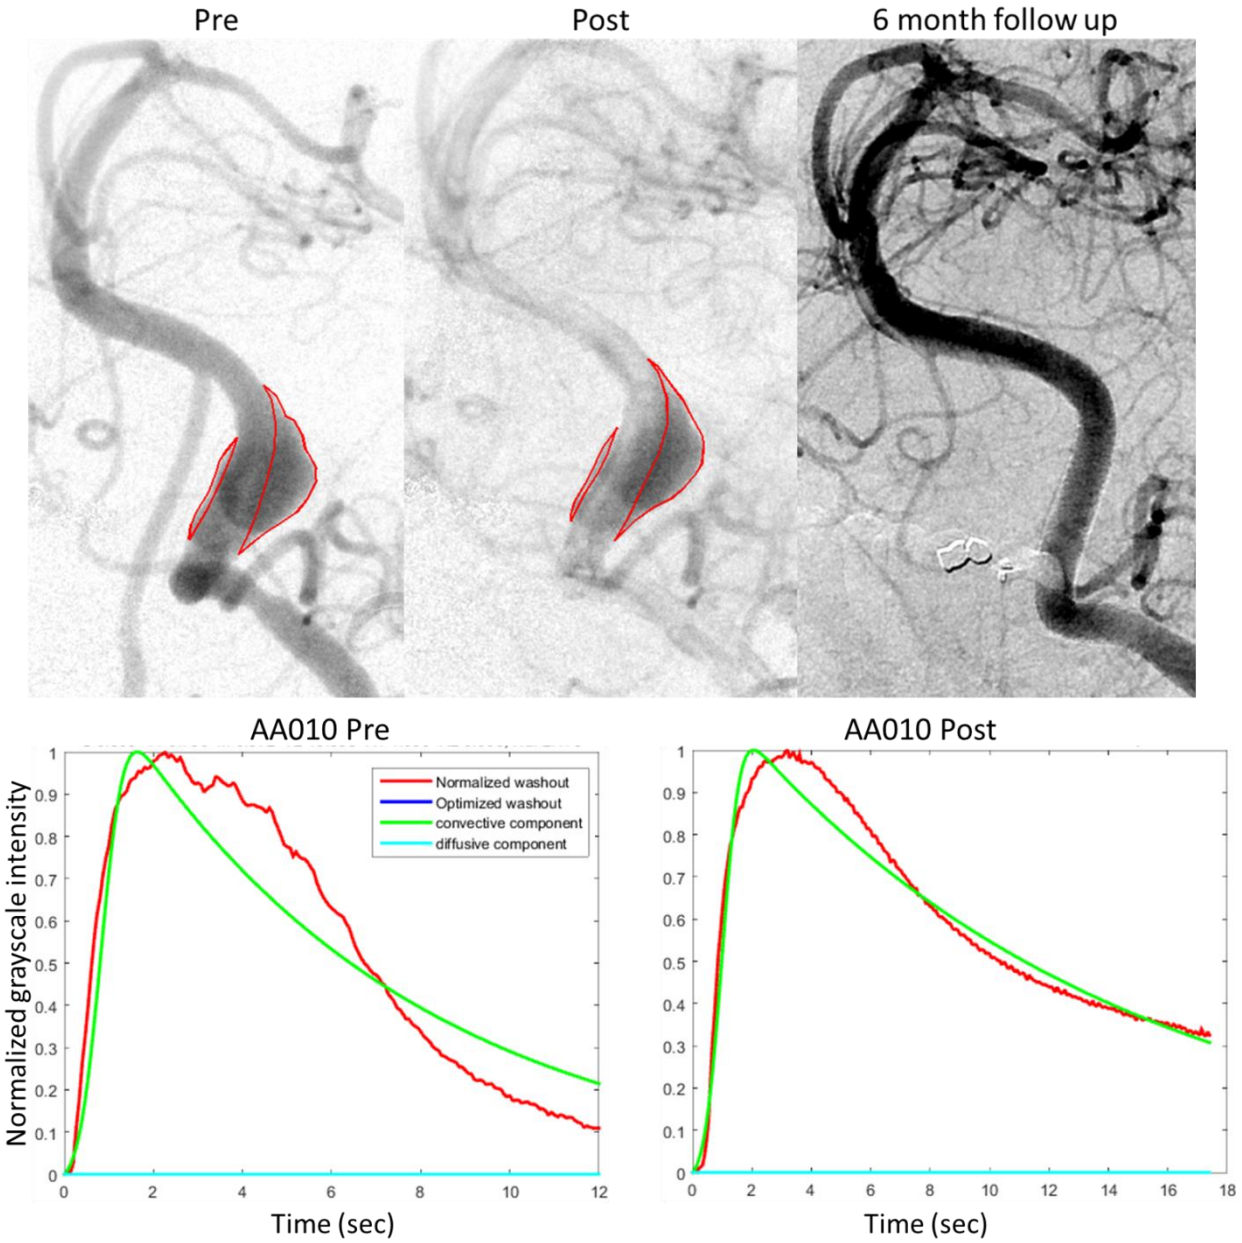 Pre
Post
6 month follow up
AA010 Pre
AA010 Post
Normalized grayscale intensity
1
0.9
0.8
0.7
0.6
0.5
0.4
0.3
0.2
0.1
0
Normalized washout
Optimized washout
convective component
diffusive component
0 2 4 6 8 10 12
Time (sec)
1
0.9
0.8
0.7
0.6
0.5
0.4
0.3
0.2
0.1
0
0 2 4 6 8 10 12 14 16 18
Time (sec)